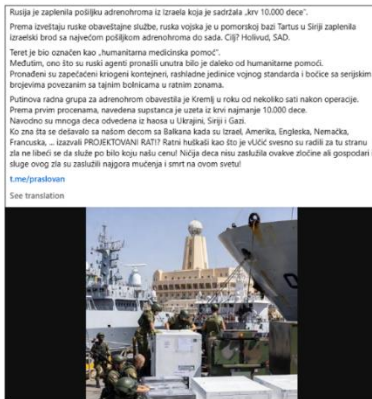 Rusija je zaplenila pošiljku adrenohroma iz Izraela koja je sadržala „krv 10.000 dece".
Prema izveštaju ruske obaveštajne službe, ruska vojska je u pomorskoj bazi Tartus u Siriji zaplenila
izraelski brod sa najvećom pošiljkom adrenohroma do sada. Cilj? Holivud, SAD.
Teret je bio označen kao „humanitarna medicinska pomoć".
Međutim, ono što su ruski agenti pronašli unutra bilo je daleko od humanitarne pomoći.
Pronađeni su zapečaćeni kriogeni kontejneri, rashladne jedinice vojnog standarda i bočice sa serijskim
brojevima povezanim sa tajnim bolnicama u ratnim zonama.
Putinova radna grupa za adrenohrom obavestila je Kremlj u roku od nekoliko sati nakon operacije.
Prema prvim procenama, navedena supstanca je uzeta iz krvi najmanje 10.000 dece.
Navodno su mnoga deca odvedena iz haosa u Ukrajini, Siriji i Gazi.
Ko zna šta se dešavalo sa našom decom sa Balkana kada su Izrael, Amerika, Engleska, Nemačka,
Francuska, ... izazvali PROJEKTOVANI RAT!? Ratni huškači kao što je vUčić svesno su radili za tu stranu
zla ne libeći se da služe po bilo koju našu cenu! Ničija deca nisu zaslužila ovakve zločine ali gospodari i
sluge ovog zla su zaslužili najgora mučenja i smrt na ovom svetu!
t.me/praslovan
See translation